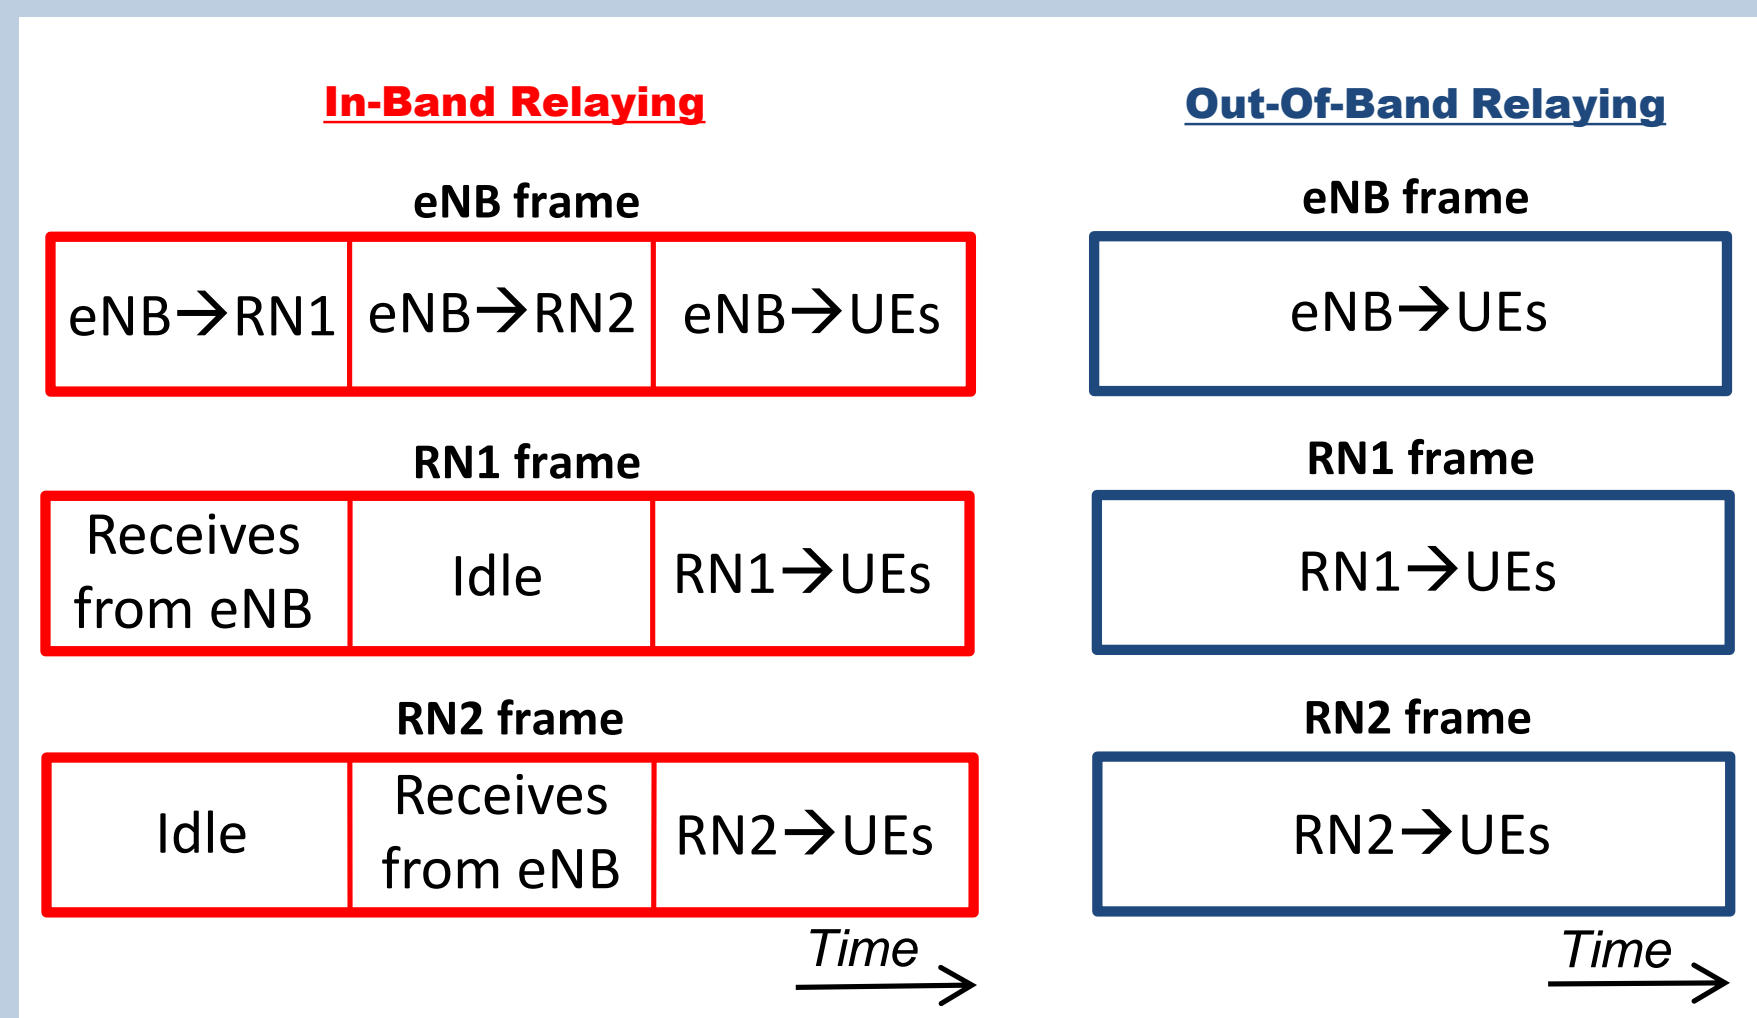 In-Band Relaying
eNB frame
eNB→RN1
eNB→RN2
eNB→UEs
RN1 frame
Receives
from eNB
Idle
RN1→UEs
RN2 frame
Idle
Receives
from eNB
RN2→UEs
Time
Out-Of-Band Relaying
eNB frame
eNB→UEs
RN1 frame
RN1→UEs
RN2 frame
RN2→UEs
Time